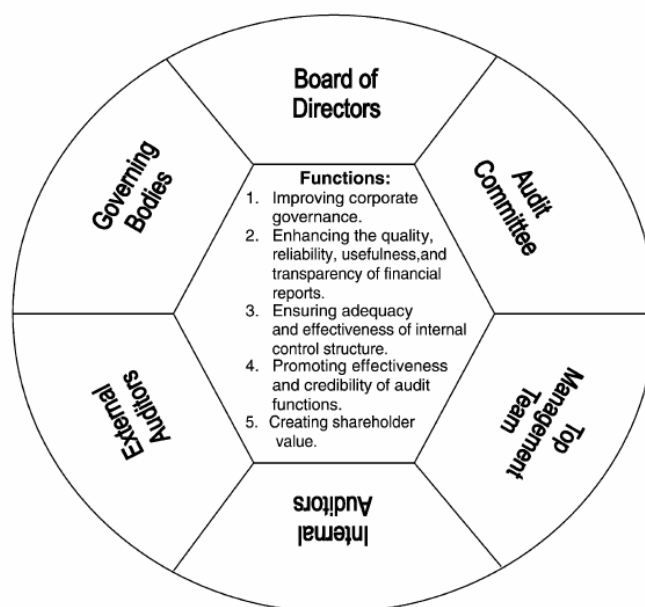 Board of
Directors
Audit
Committee
Top
Management
Team
Internal
Auditors
External
Auditors
Governing
Bodies
Functions:
1. Improving corporate
governance.
2. Enhancing the quality,
reliability, usefulness,and
transparency of financial
reports.
3. Ensuring adequacy
and effectiveness of internal
control structure.
4. Promoting effectiveness
and credibility of audit
functions.
5. Creating shareholder
value.